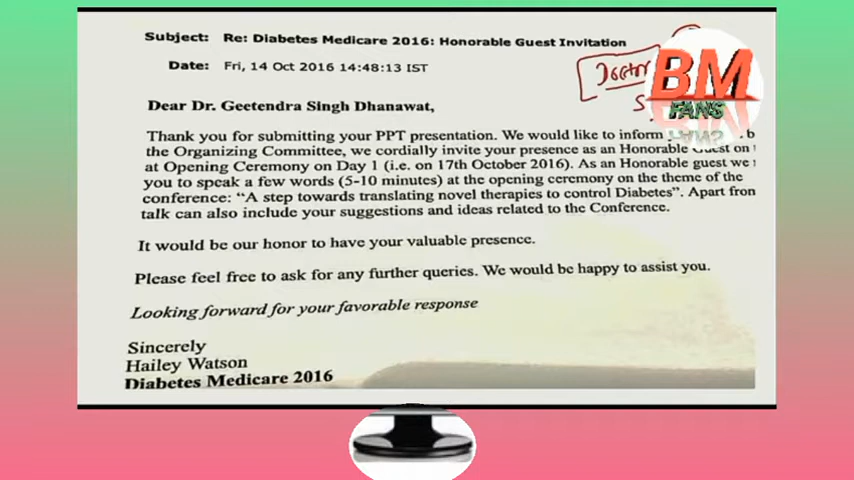 Subject: Re: Diabetes Medicare 2016: Honorable Guest Invitation
Date: Fri, 14 Oct 2016 14:48:13 IST
Doctor
BM
FANS
Dear Dr. Geetendra Singh Dhanawat,
Thank you for submitting your PPT presentation. We would like to inform
the Organizing Committee, we cordially invite your presence as an Honorable Guest on
at Opening Ceremony on Day 1 (i.e. on 17th October 2016). As an Honorable guest we
you to speak a few words (5-10 minutes) at the opening ceremony on the theme of the
conference: “A step towards translating novel therapies to control Diabetes”. Apart from
talk can also include your suggestions and ideas related to the Conference.
It would be our honor to have your valuable presence.
Please feel free to ask for any further queries. We would be happy to assist you.
Looking forward for your favorable response
Sincerely
Hailey Watson
Diabetes Medicare 2016